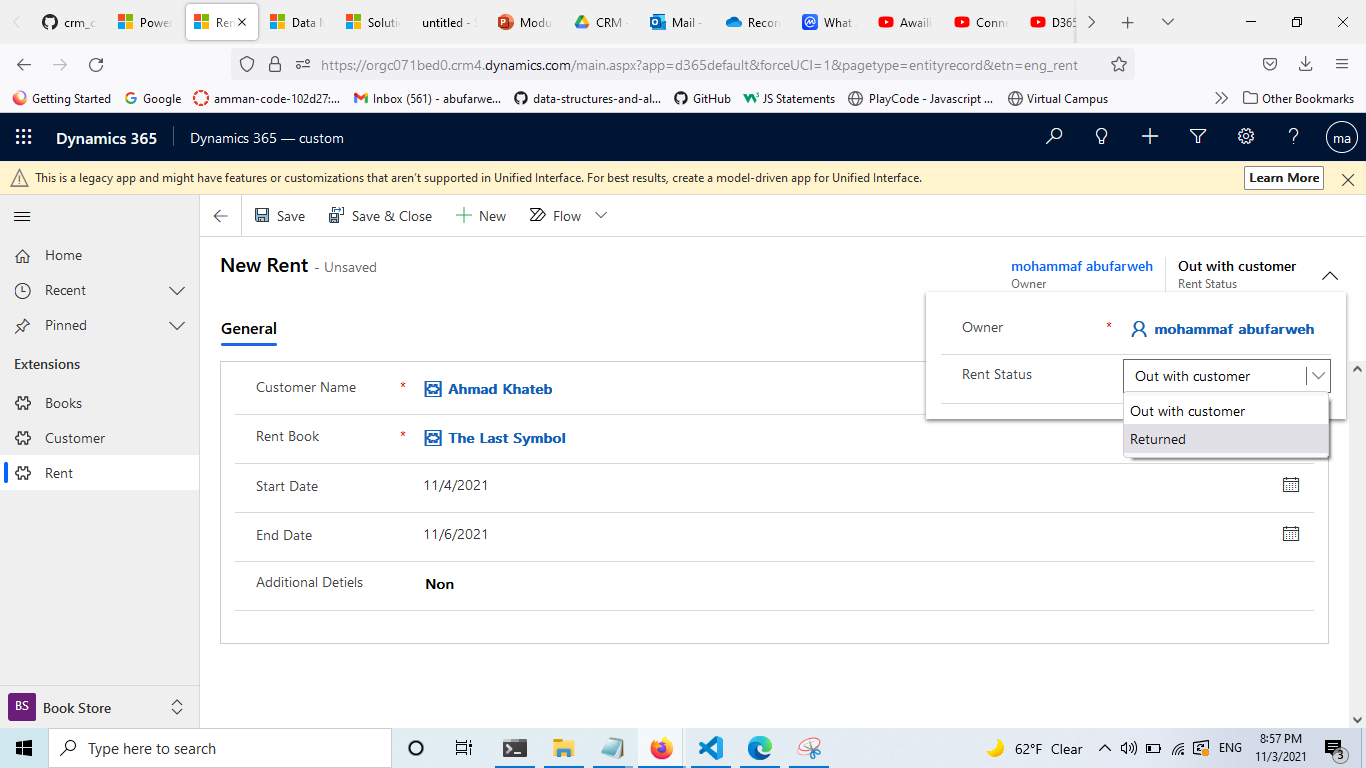 crm_c
Power
Ren
Data M
Soluti
untitled - S
Modu
CRM -
Mail -
Recor
What
Awaili
Conne
D365
https://orgc071bed0.crm4.dynamics.com/main.aspx?app=d365default&forceUCI=1&pagetype=entityrecord&etn=eng_rent
Getting Started
Google
amman-code-102d27:...
Inbox (561) - abufarwe...
data-structures-and-al...
GitHub
JS Statements
PlayCode - Javascript ...
Virtual Campus
Other Bookmarks
Dynamics 365
Dynamics 365 — custom
ma
This is a legacy app and might have features or customizations that aren't supported in Unified Interface. For best results, create a model-driven app for Unified Interface.
Learn More
Save
Save & Close
New
Flow
Home
Recent
Pinned
Extensions
Books
Customer
Rent
New Rent - Unsaved
mohammaf abufarweh
Owner
Out with customer
Rent Status
General
Owner * mohammaf abufarweh
Rent Status
Out with customer
Out with customer
Returned
Customer Name * Ahmad Khateb
Rent Book * The Last Symbol
Start Date 11/4/2021
End Date 11/6/2021
Additional Detiels Non
BS Book Store
Type here to search
62°F Clear
ENG
8:57 PM
11/3/2021
3